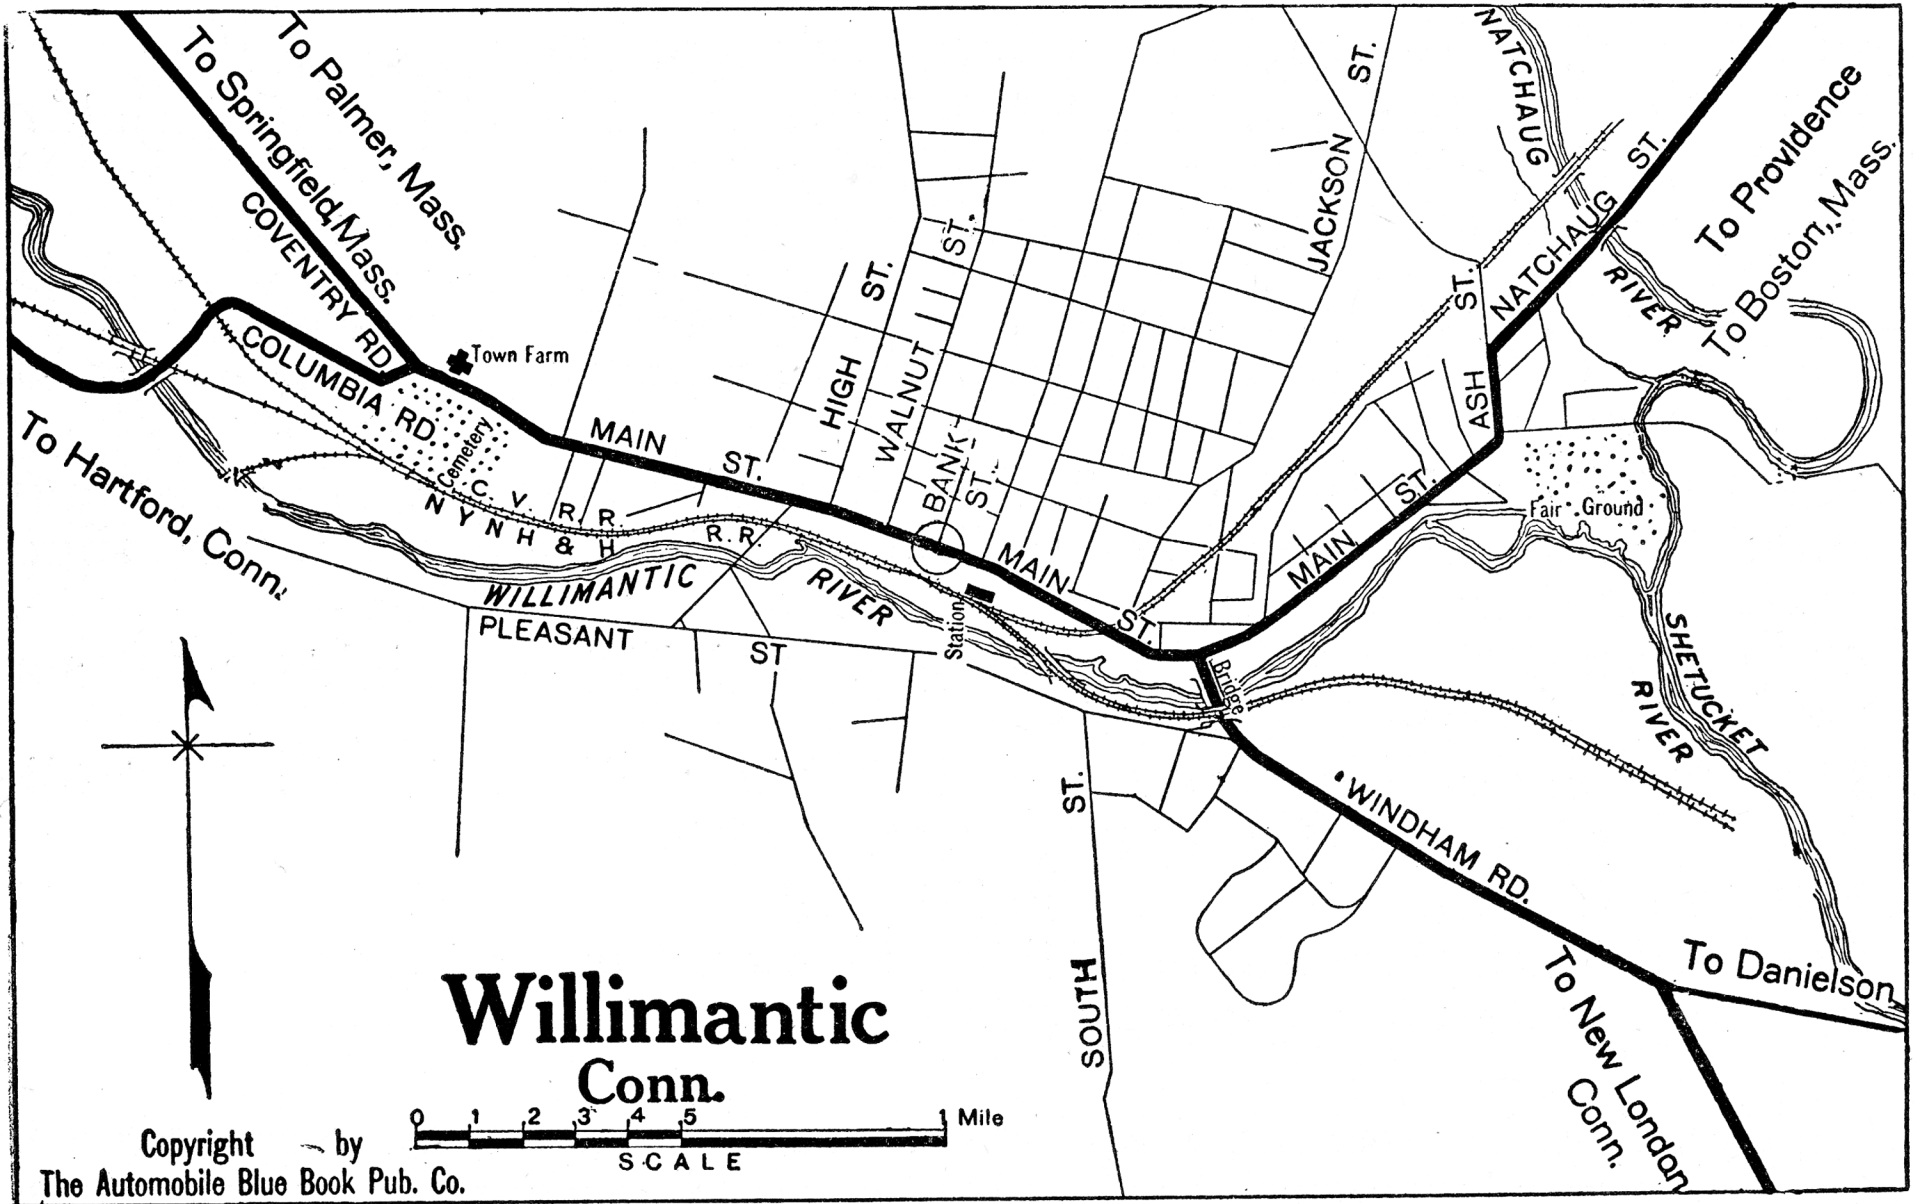 To Palmer, Mass.
To Springfield, Mass.
COVENTRY RD.
COLUMBIA RD.
To Hartford, Conn.
Town Farm
Cemetery
C. V. R. R.
N Y N H & H R. R.
MAIN ST.
HIGH ST.
WALNUT ST.
BANK ST.
JACKSON ST.
NATCHAUG RIVER
NATCHAUG ST.
To Providence
To Boston, Mass.
ASH ST.
MAIN ST.
MAIN ST.
Fair Ground
WILLIMANTIC RIVER
PLEASANT ST
Station
Bridge
SHETUCKET RIVER
SOUTH ST.
WINDHAM RD.
To Danielson
To New London
Conn.
Willimantic
Conn.
0 1 2 3 4 .5 1 Mile
SCALE
Copyright by
The Automobile Blue Book Pub. Co.